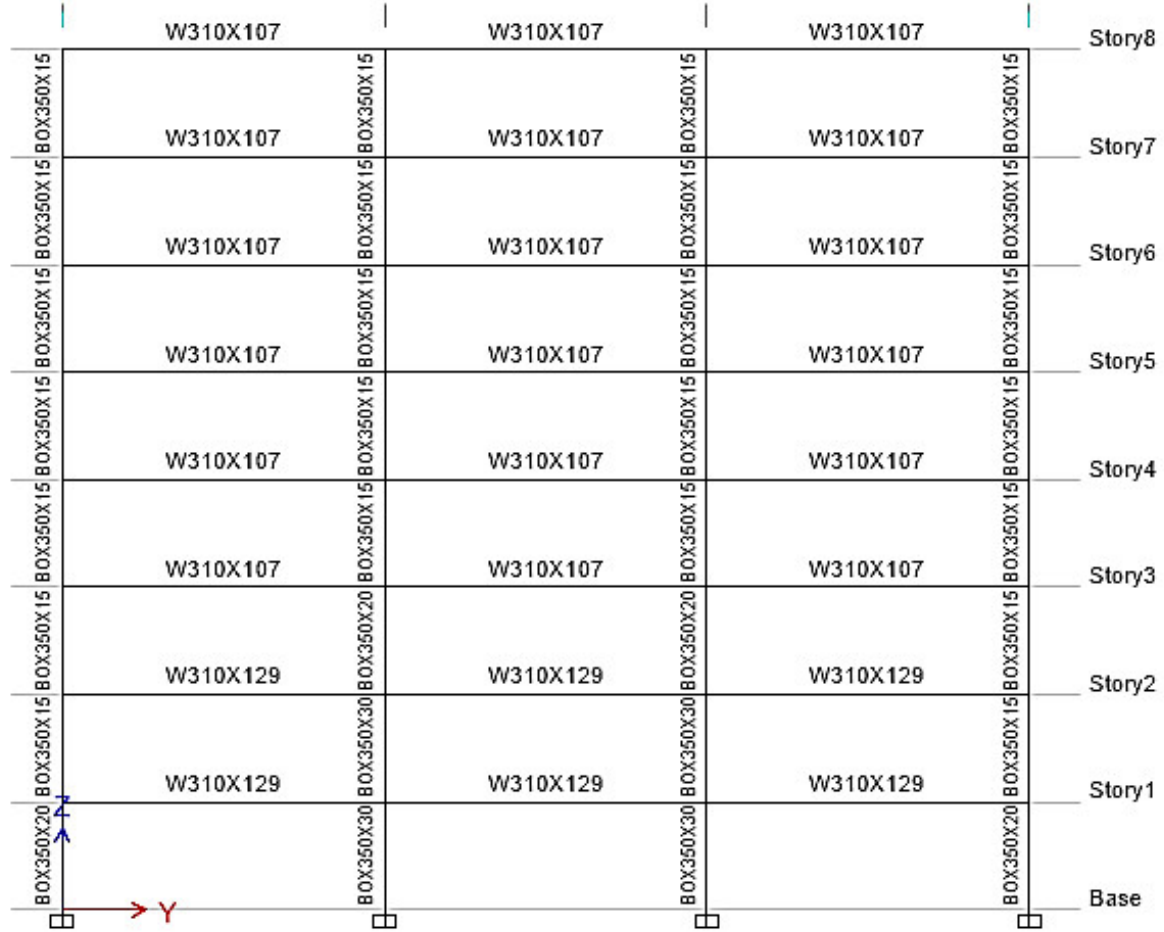 W310X107 W310X107 W310X107 Story8
BOX350X15 BOX350X15 BOX350X15 BOX350X15
W310X107 W310X107 W310X107 Story7
BOX350X15 BOX350X15 BOX350X15 BOX350X15
W310X107 W310X107 W310X107 Story6
BOX350X15 BOX350X15 BOX350X15 BOX350X15
W310X107 W310X107 W310X107 Story5
BOX350X15 BOX350X15 BOX350X15 BOX350X15
W310X107 W310X107 W310X107 Story4
BOX350X15 BOX350X15 BOX350X15 BOX350X15
W310X107 W310X107 W310X107 Story3
BOX350X15 BOX350X20 BOX350X20 BOX350X15
W310X129 W310X129 W310X129 Story2
BOX350X15 BOX350X30 BOX350X30 BOX350X15
W310X129 W310X129 W310X129 Story1
Z
BOX350X20 BOX350X30 BOX350X30 BOX350X20
Y Base